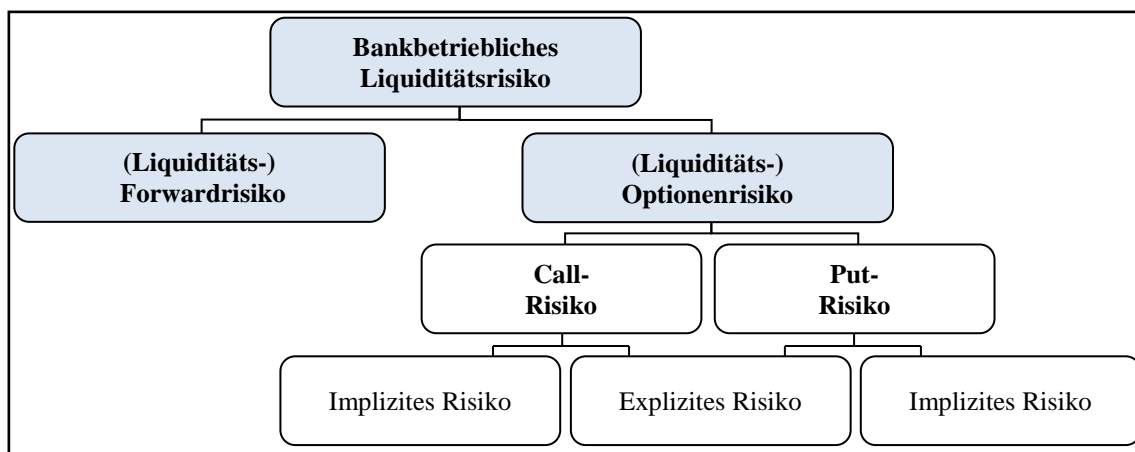 Bankbetriebliches
Liquiditätsrisiko
(Liquiditäts-)
Forwardrisiko
(Liquiditäts-)
Optionenrisiko
Call-
Risiko
Put-
Risiko
Implizites Risiko
Explizites Risiko
Implizites Risiko